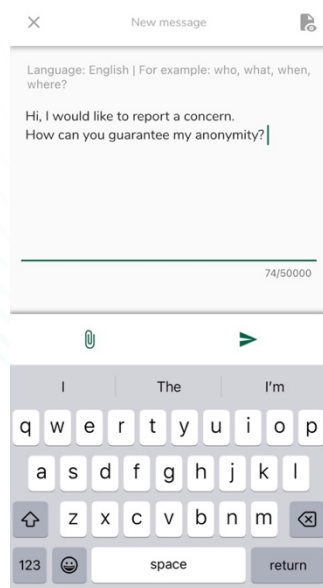 New message
Language: English | For example: who, what, when,
where?
Hi, I would like to report a concern.
How can you guarantee my anonymity?
74/50000
I The I'm
q w e r t y u i o p
a s d f g h j k l
z x c v b n m
123 space return